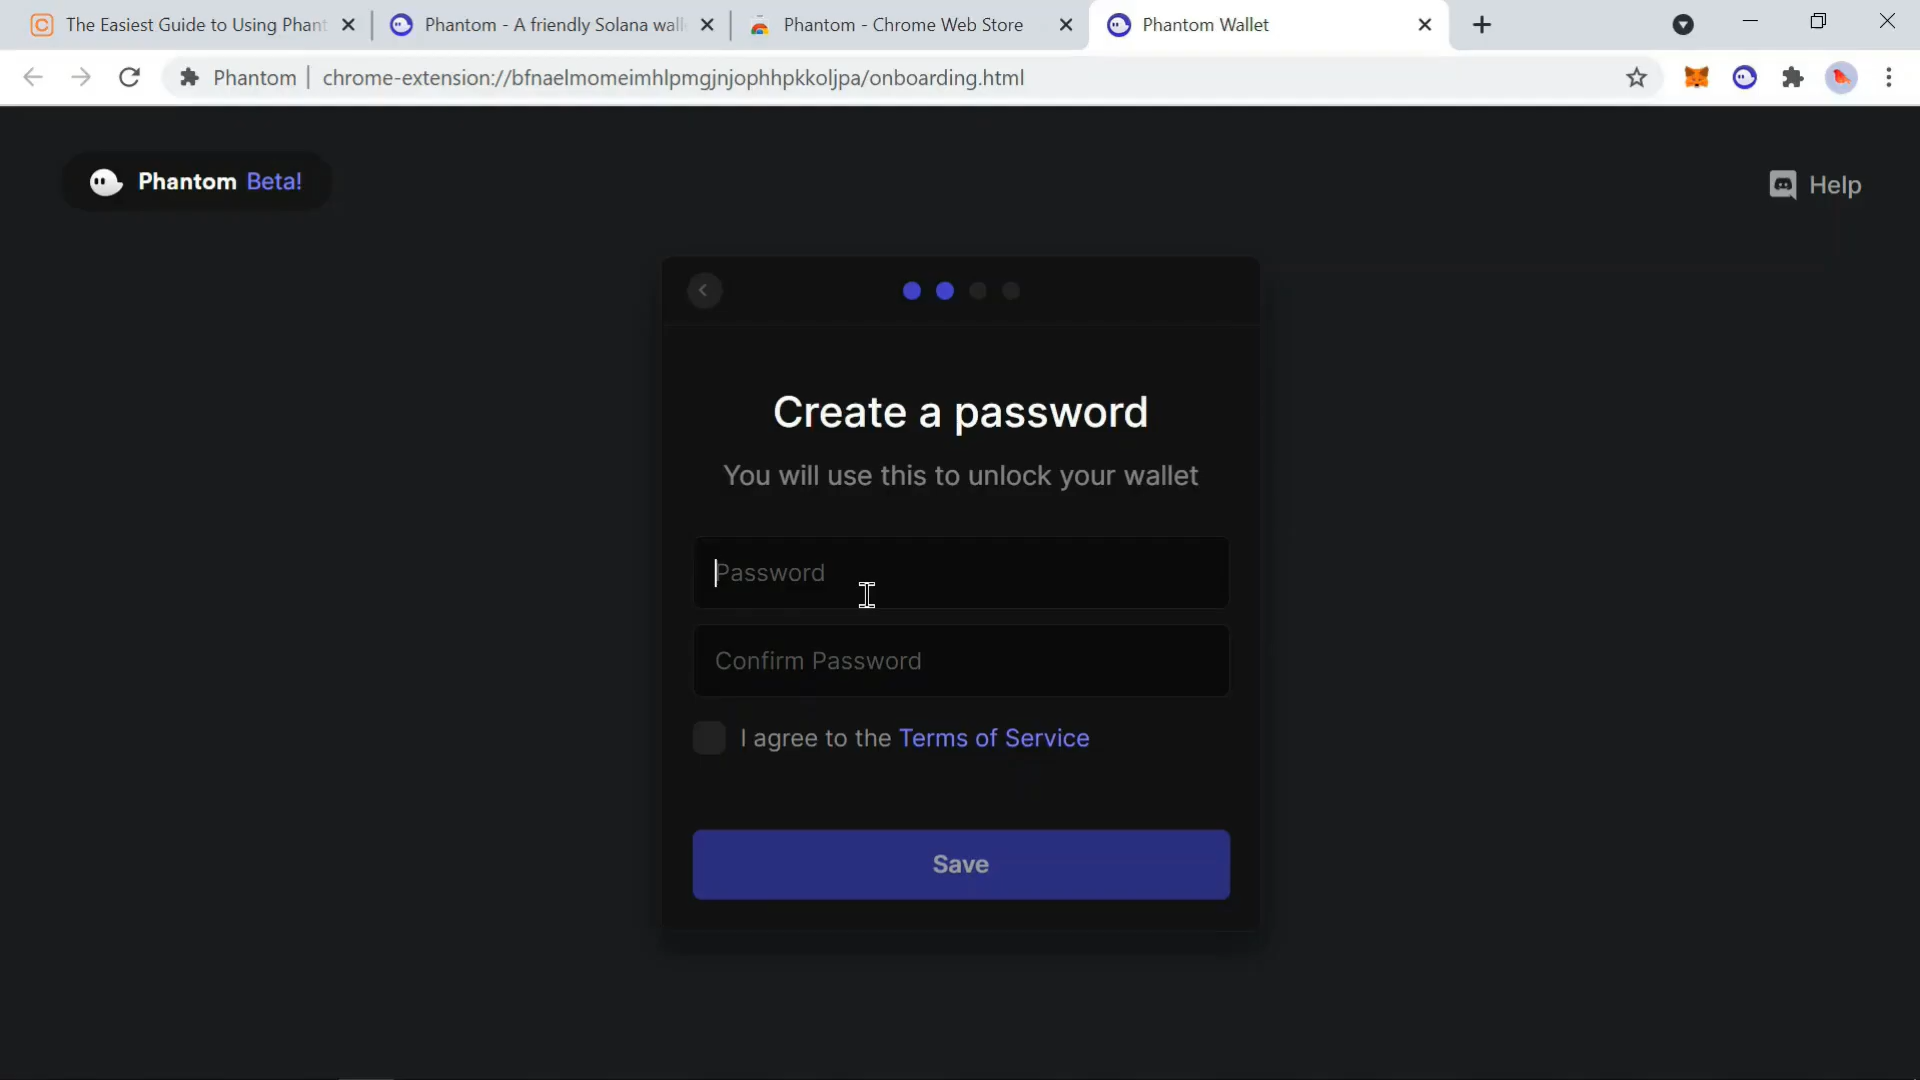 The Easiest Guide to Using Phant
Phantom - A friendly Solana wall
Phantom - Chrome Web Store
Phantom Wallet
Phantom
chrome-extension://bfnaelmomeimhlpmgjnjophhpkkoljpa/onboarding.html
Phantom Beta!
Help
Create a password
You will use this to unlock your wallet
Password
Confirm Password
I agree to the Terms of Service
Save